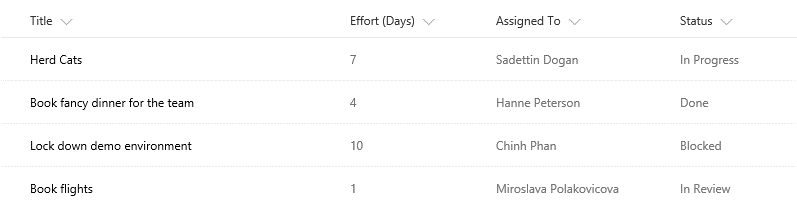 Title Effort (Days) Assigned To Status
Herd Cats 7 Sadettin Dogan In Progress
Book fancy dinner for the team 4 Hanne Peterson Done
Lock down demo environment 10 Chinh Phan Blocked
Book flights 1 Miroslava Polakovicova In Review